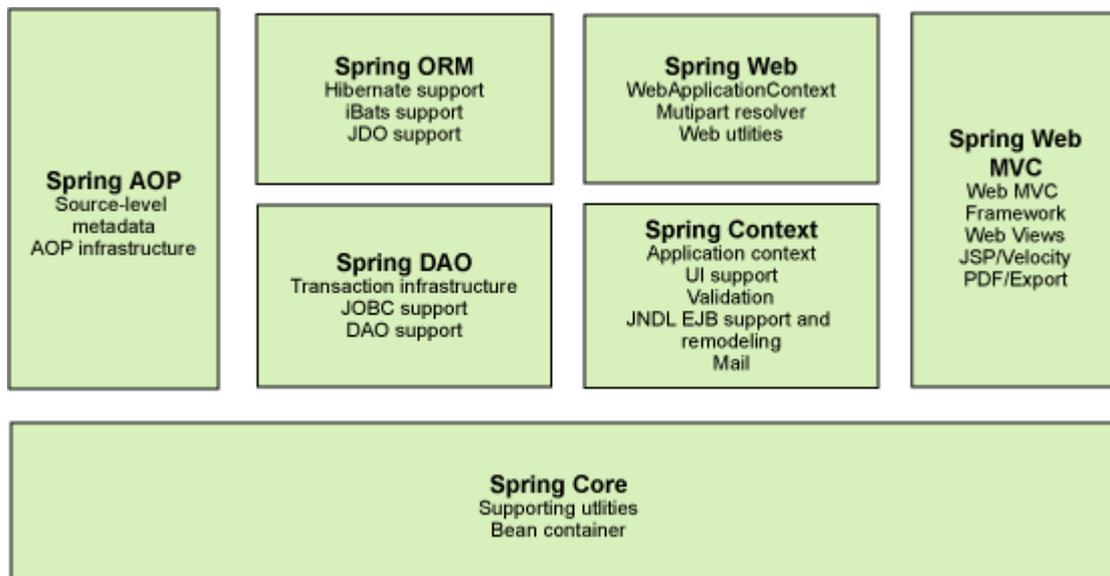 Spring AOP
Source-level
metadata
AOP infrastructure
Spring ORM
Hibernate support
iBats support
JDO support
Spring DAO
Transaction infrastructure
JOBC support
DAO support
Spring Web
WebApplicationContext
Mutipart resolver
Web utlities
Spring Context
Application context
UI support
Validation
JNDL EJB support and
remodeling
Mail
Spring Web
MVC
Web MVC
Framework
Web Views
JSP/Velocity
PDF/Export
Spring Core
Supporting utlities
Bean container